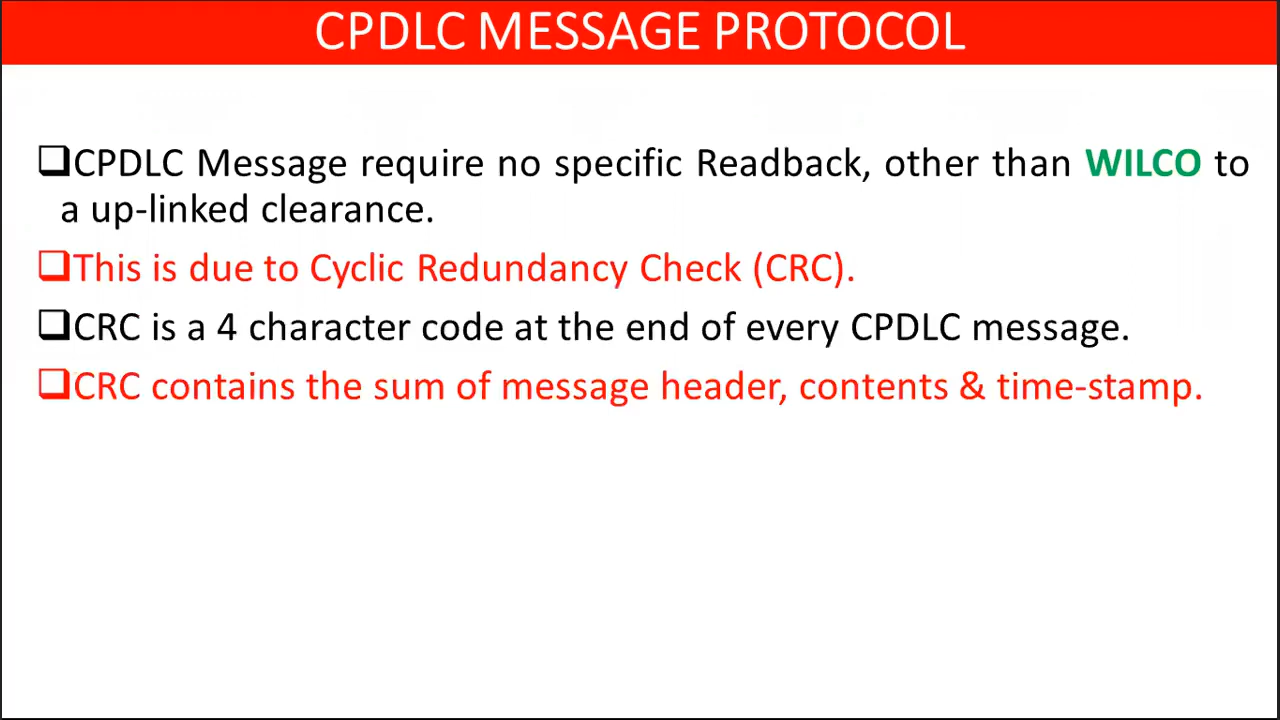 CPDLC MESSAGE PROTOCOL
CPDLC Message require no specific Readback, other than WILCO to
a up-linked clearance.
This is due to Cyclic Redundancy Check (CRC).
CRC is a 4 character code at the end of every CPDLC message.
CRC contains the sum of message header, contents & time-stamp.